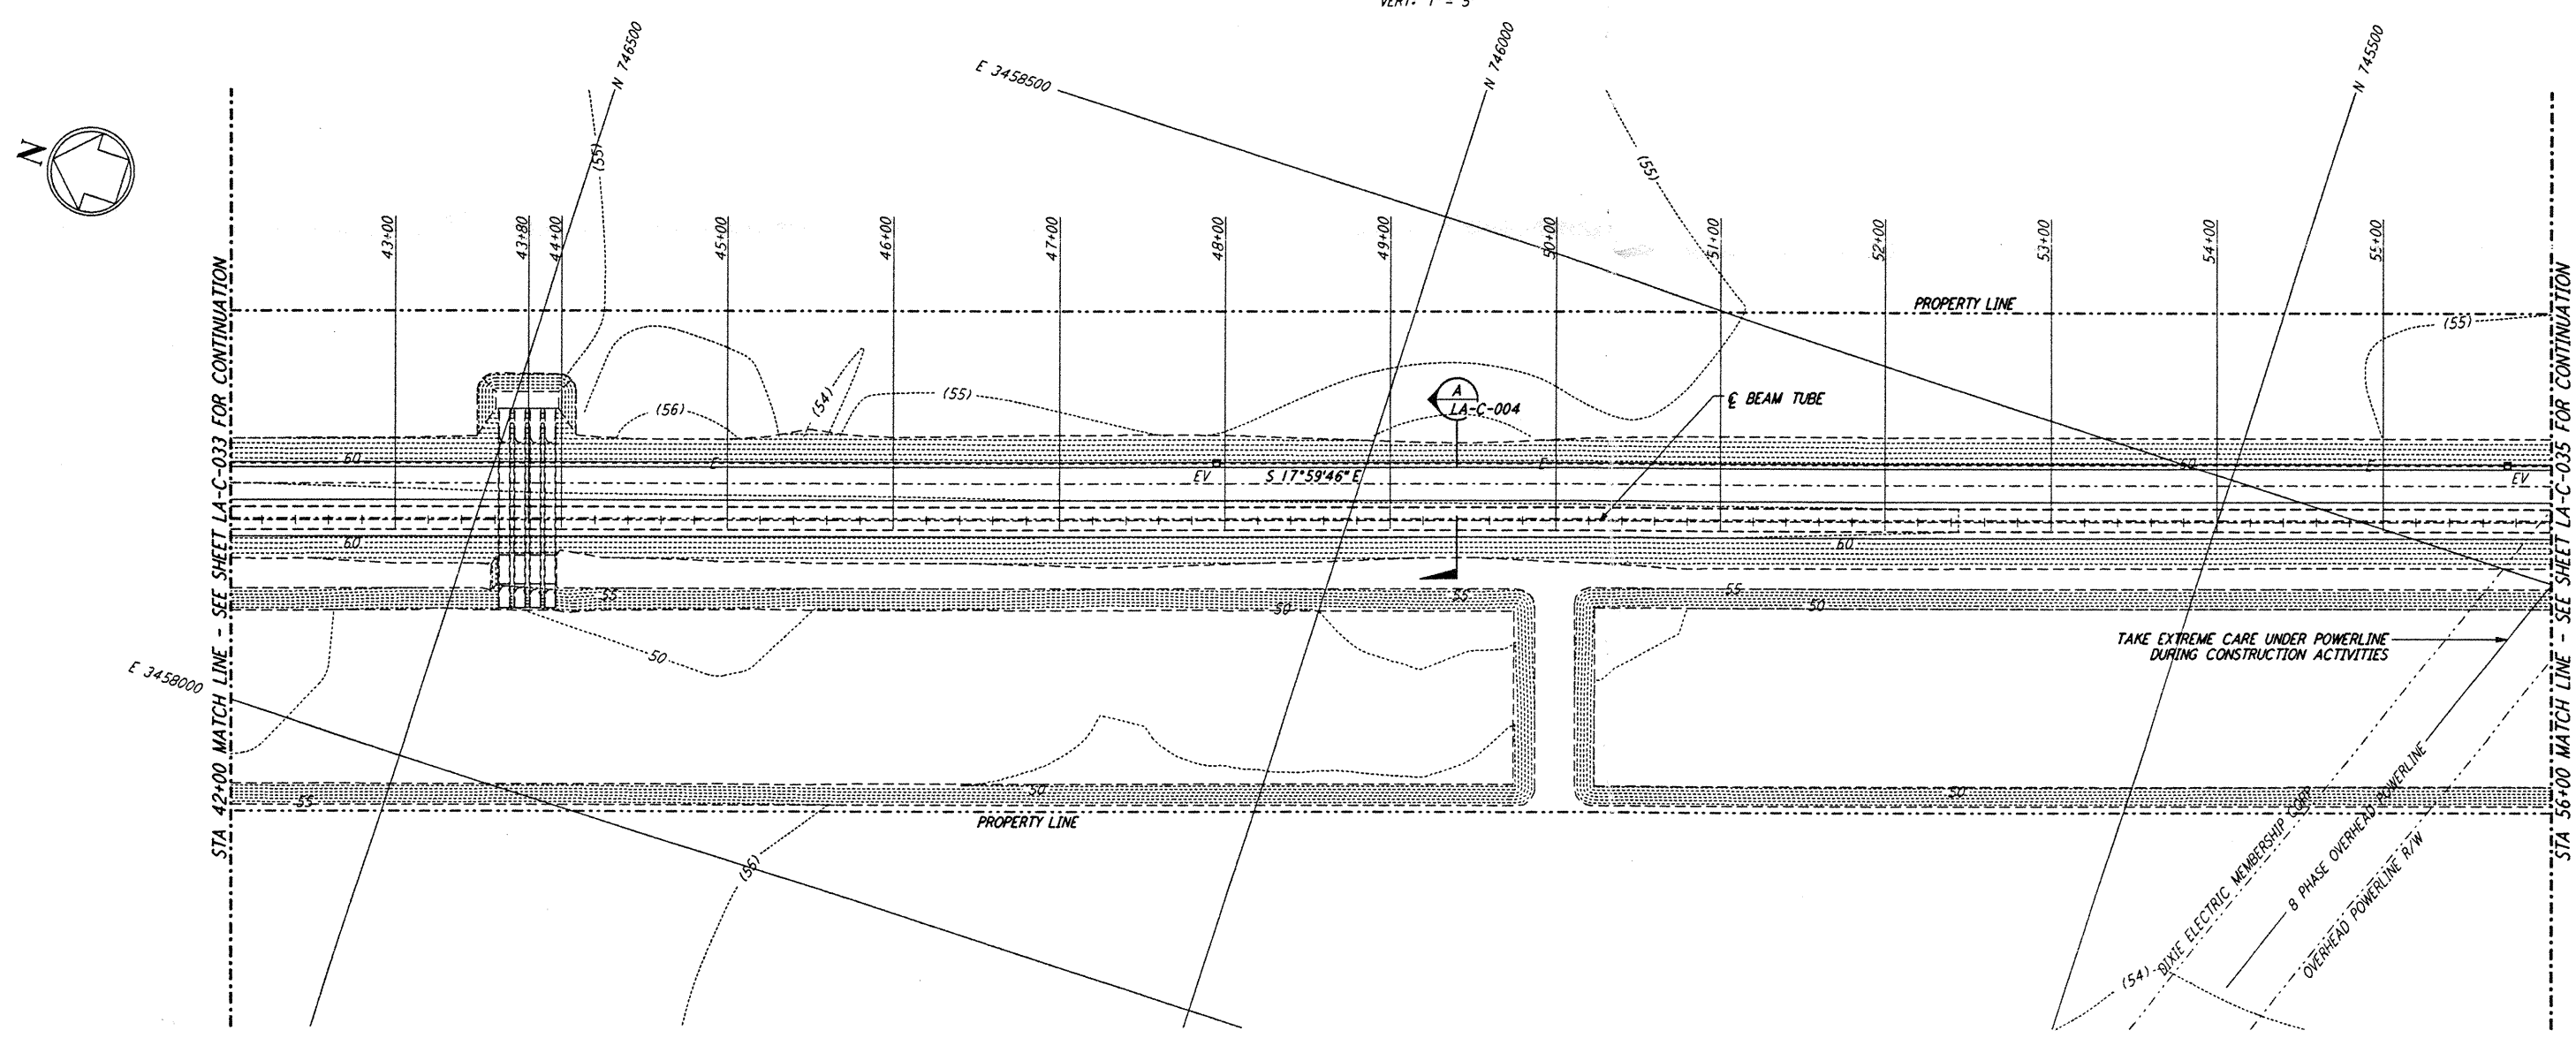 VERT. 1" = 5'
N 746500
N 746000
N 745500
E 3458500
N
(55)
(55)
43+00
43+80
44+00
45+00
46+00
47+00
48+00
49+00
50+00
51+00
52+00
53+00
54+00
55+00
PROPERTY LINE
(55)
STA 42+00 MATCH LINE - SEE SHEET LA-C-033 FOR CONTINUATION
STA 56+00 MATCH LINE - SEE SHEET LA-C-035 FOR CONTINUATION
(56)
(54)
(55)
A
LA-C-004
℄ BEAM TUBE
60
E
EV
S 17°59'46" E
E
60
E
EV
60
60
55
50
55
55
50
50
TAKE EXTREME CARE UNDER POWERLINE
DURING CONSTRUCTION ACTIVITIES
E 3458000
55
50
50
PROPERTY LINE
(56)
DIXIE ELECTRIC MEMBERSHIP CORP
8 PHASE OVERHEAD POWERLINE
OVERHEAD POWERLINE R/W
(54)